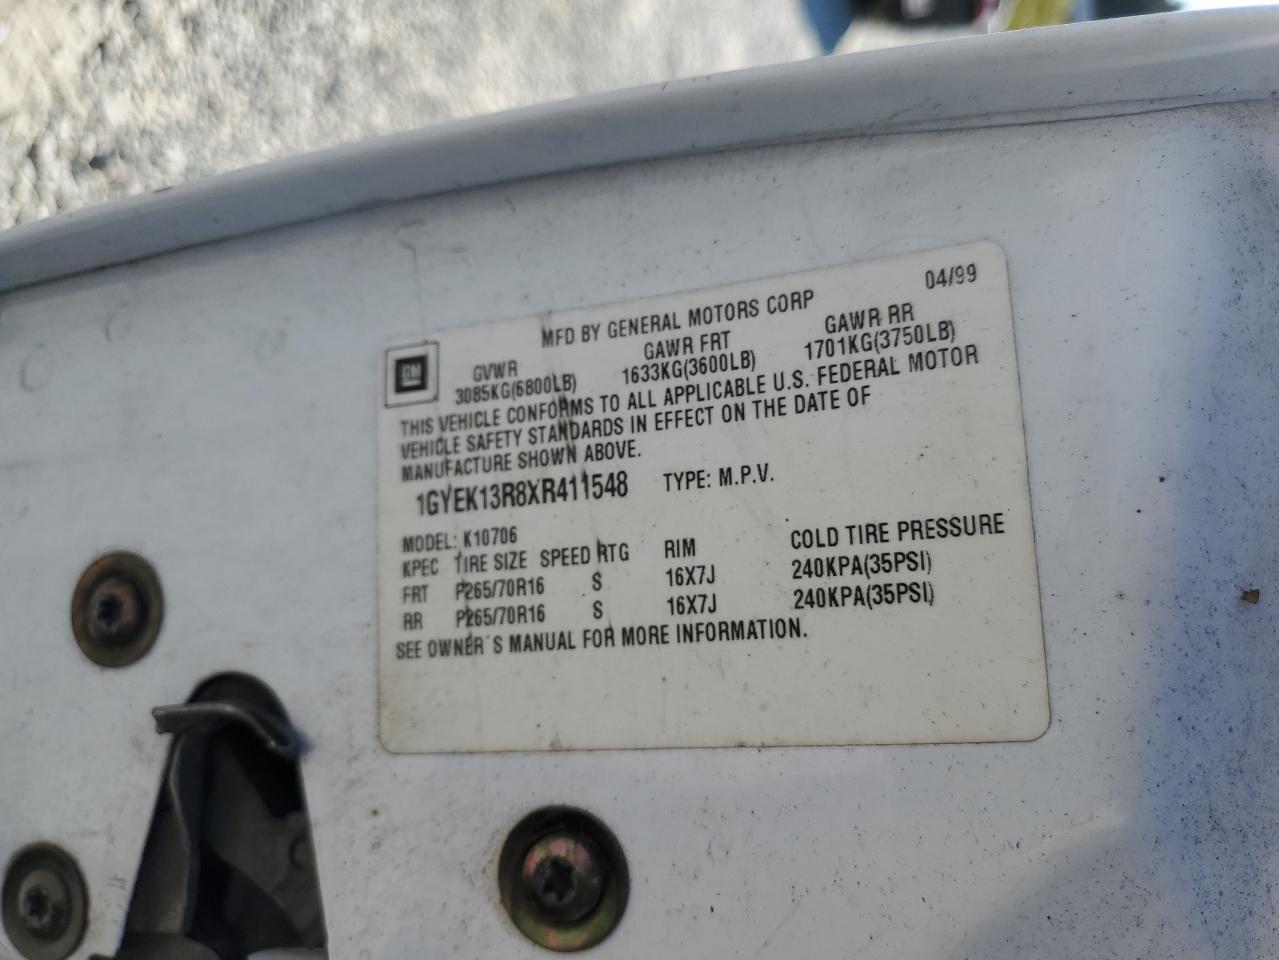 04/99
MFD BY GENERAL MOTORS CORP
GM
GVWR GAWR FRT GAWR RR
3085KG(6800LB) 1633KG(3600LB) 1701KG(3750LB)
THIS VEHICLE CONFORMS TO ALL APPLICABLE U.S. FEDERAL MOTOR
VEHICLE SAFETY STANDARDS IN EFFECT ON THE DATE OF
MANUFACTURE SHOWN ABOVE.
1GYEK13R8XR411548 TYPE: M.P.V.
MODEL: K10706
KPEC TIRE SIZE SPEED RTG RIM COLD TIRE PRESSURE
FRT P265/70R16 S 16X7J 240KPA(35PSI)
RR P265/70R16 S 16X7J 240KPA(35PSI)
SEE OWNER'S MANUAL FOR MORE INFORMATION.